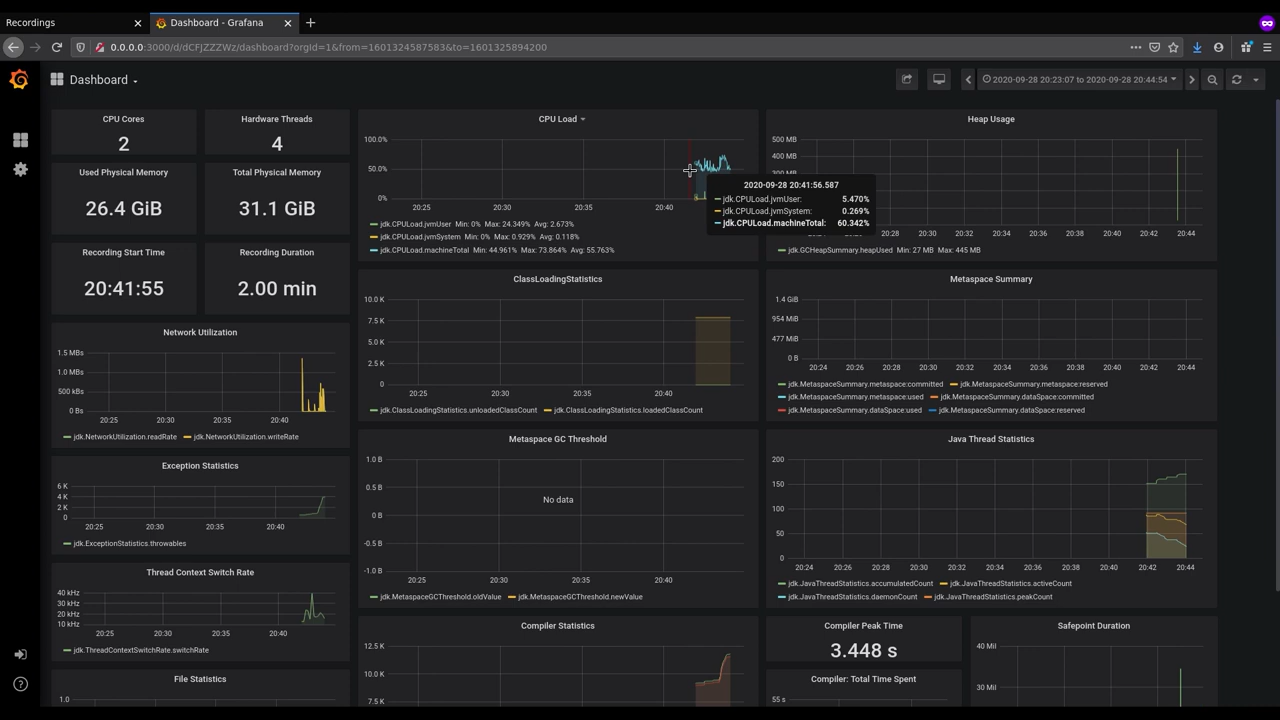 Recordings
Dashboard - Grafana
0.0.0.0:3000/d/dCFJZZZWz/dashboard?orgId=1&from=1601324587583&to=1601325894200
Dashboard
2020-09-28 20:23:07 to 2020-09-28 20:44:54
CPU Cores
2
Hardware Threads
4
Used Physical Memory
26.4 GiB
Total Physical Memory
31.1 GiB
Recording Start Time
20:41:55
Recording Duration
2.00 min
Network Utilization
1.5 MBs
1.0 MBs
500 kBs
0 Bs
20:25 20:30 20:35 20:40
jdk.NetworkUtilization.readRate jdk.NetworkUtilization.writeRate
Exception Statistics
6 K
4 K
2 K
0
20:25 20:30 20:35 20:40
jdk.ExceptionStatistics.throwables
Thread Context Switch Rate
40 kHz
30 kHz
20 kHz
10 kHz
20:25 20:30 20:35 20:40
jdk.ThreadContextSwitchRate.switchRate
File Statistics
1.0
CPU Load
100.0%
50.0%
0%
20:25 20:30 20:35 20:40
jdk.CPULoad.jvmUser Min: 0% Max: 24.349% Avg: 2.673%
jdk.CPULoad.jvmSystem Min: 0% Max: 0.929% Avg: 0.118%
jdk.CPULoad.machineTotal Min: 44.961% Max: 73.864% Avg: 55.763%
2020-09-28 20:41:56.587
jdk.CPULoad.jvmUser: 5.470%
jdk.CPULoad.jvmSystem: 0.269%
jdk.CPULoad.machineTotal: 60.342%
ClassLoadingStatistics
10.0 K
7.5 K
5.0 K
2.5 K
0
20:25 20:30 20:35 20:40
jdk.ClassLoadingStatistics.unloadedClassCount jdk.ClassLoadingStatistics.loadedClassCount
Metaspace GC Threshold
1.0 B
0.5 B
0 B
-0.5 B
-1.0 B
No data
20:25 20:30 20:35 20:40
jdk.MetaspaceGCThreshold.oldValue jdk.MetaspaceGCThreshold.newValue
Compiler Statistics
12.5 K
10.0 K
7.5 K
Heap Usage
500 MB
400 MB
300 MB
20:38 20:40 20:42 20:44
jdk.GCHeapSummary.heapUsed Min: 27 MB Max: 445 MB
Metaspace Summary
1.4 GiB
954 MiB
477 MiB
0 B
20:24 20:26 20:28 20:30 20:32 20:34 20:36 20:38 20:40 20:42 20:44
jdk.MetaspaceSummary.metaspace:committed jdk.MetaspaceSummary.metaspace:reserved
jdk.MetaspaceSummary.metaspace:used jdk.MetaspaceSummary.dataSpace:committed
jdk.MetaspaceSummary.dataSpace:used jdk.MetaspaceSummary.dataSpace:reserved
Java Thread Statistics
200
150
100
50
0
20:24 20:26 20:28 20:30 20:32 20:34 20:36 20:38 20:40 20:42 20:44
jdk.JavaThreadStatistics.accumulatedCount jdk.JavaThreadStatistics.activeCount
jdk.JavaThreadStatistics.daemonCount jdk.JavaThreadStatistics.peakCount
Compiler Peak Time
3.448 s
Compiler: Total Time Spent
55 s
Safepoint Duration
40 Mil
30 Mil